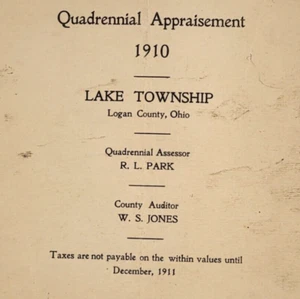 Quadrennial Appraisement
1910
LAKE TOWNSHIP
Logan County, Ohio
Quadrennial Assessor
R. L. PARK
County Auditor
W. S. JONES
Taxes are not payable on the within values until
December, 1911